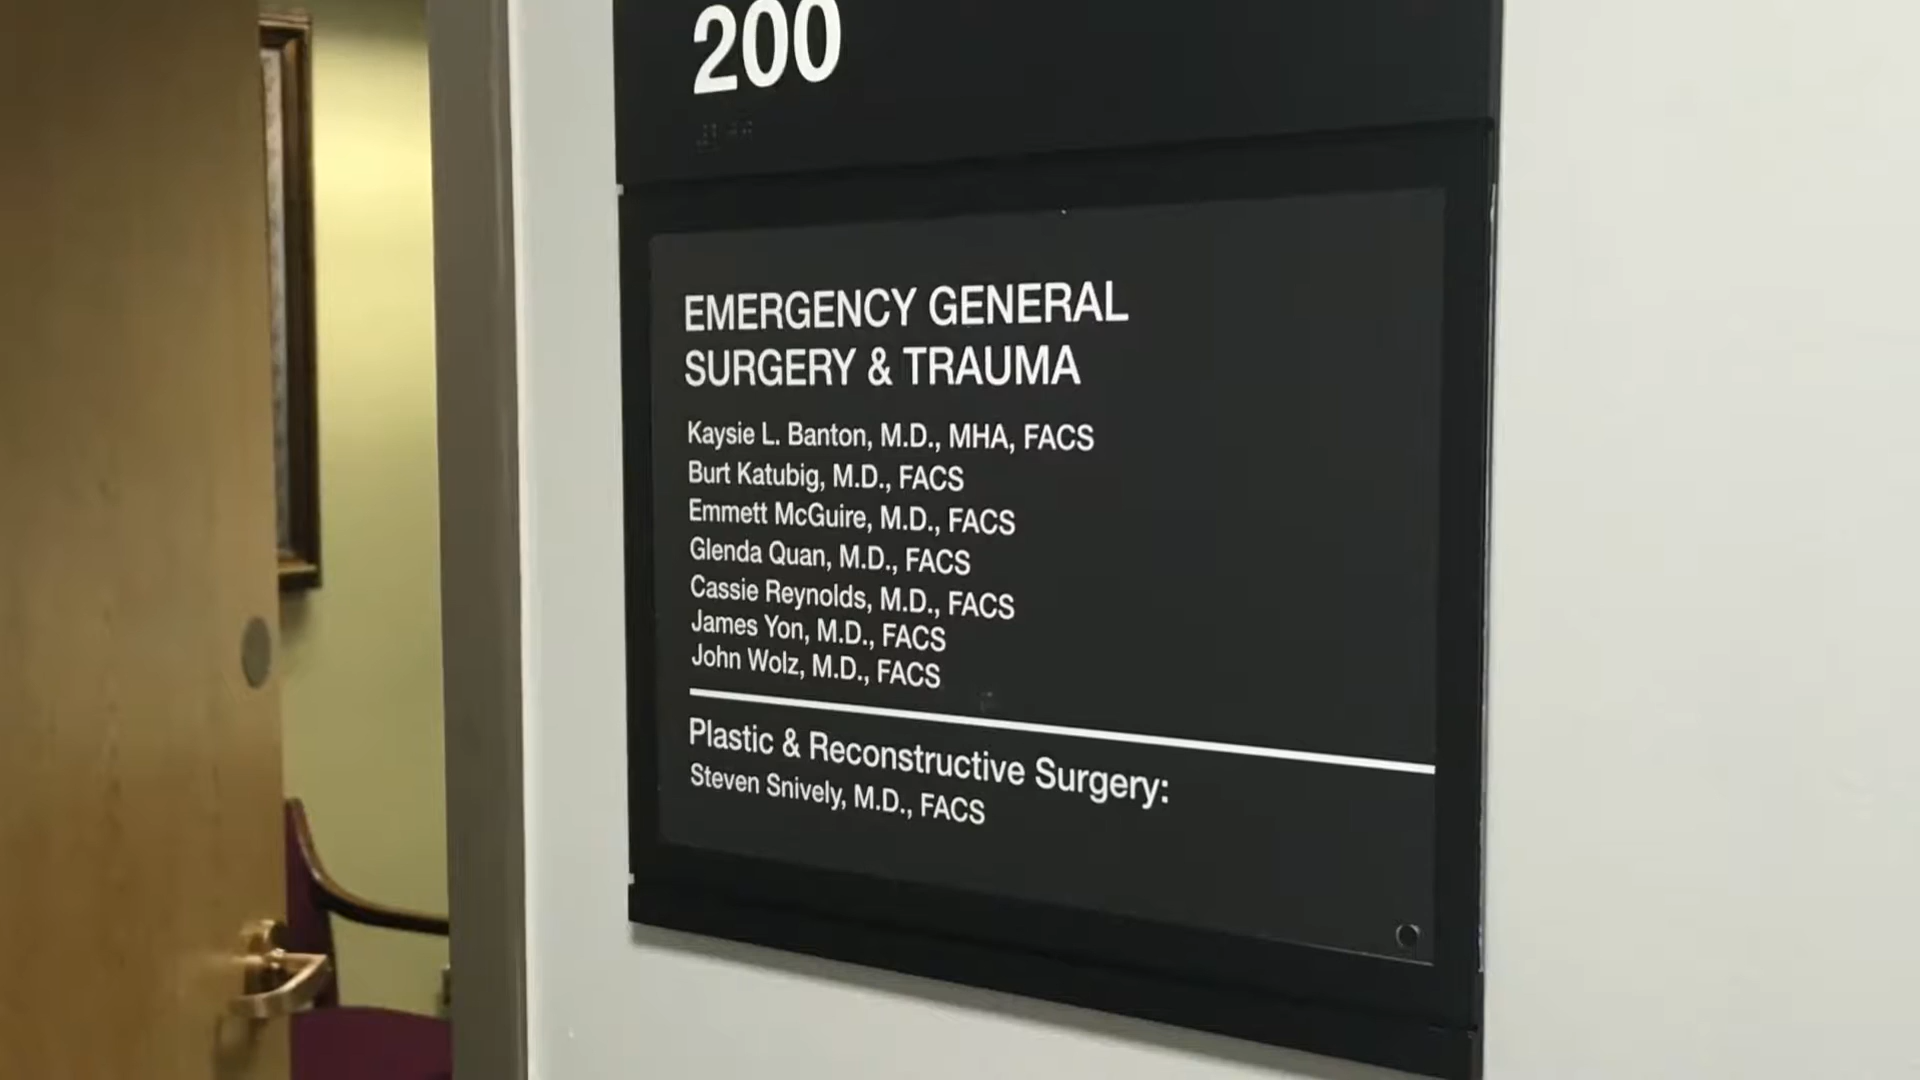 200
EMERGENCY GENERAL
SURGERY & TRAUMA
Kaysie L. Banton, M.D., MHA, FACS
Burt Katubig, M.D., FACS
Emmett McGuire, M.D., FACS
Glenda Quan, M.D., FACS
Cassie Reynolds, M.D., FACS
James Yon, M.D., FACS
John Wolz, M.D., FACS
Plastic & Reconstructive Surgery:
Steven Snively, M.D., FACS